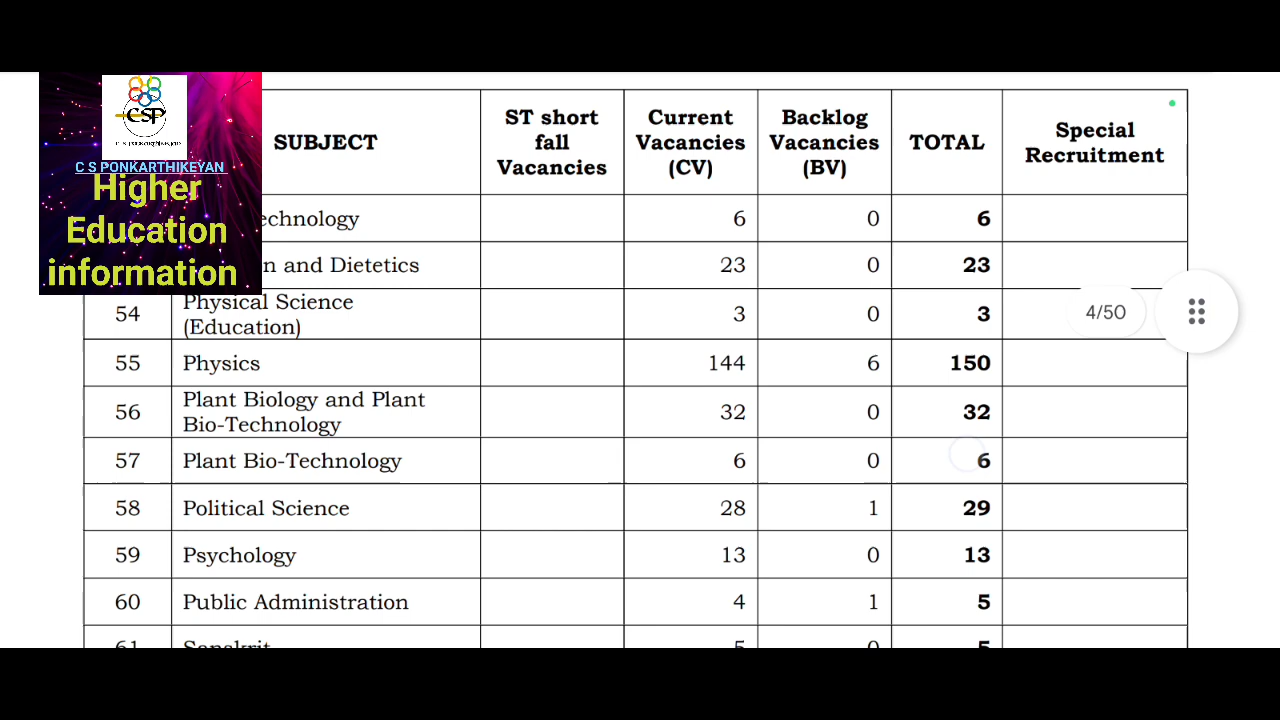 CSP
C S PONKARTHIKEYAN
Higher
Education
information
SUBJECT
ST short
fall
Vacancies
Current
Vacancies
(CV)
Backlog
Vacancies
(BV)
TOTAL
Special
Recruitment
echnology 6 0 6
n and Dietetics 23 0 23
54 Physical Science
(Education) 3 0 3
4/50
55 Physics 144 6 150
56 Plant Biology and Plant
Bio-Technology 32 0 32
57 Plant Bio-Technology 6 0 6
58 Political Science 28 1 29
59 Psychology 13 0 13
60 Public Administration 4 1 5
61 Sanskrit 5 0 5